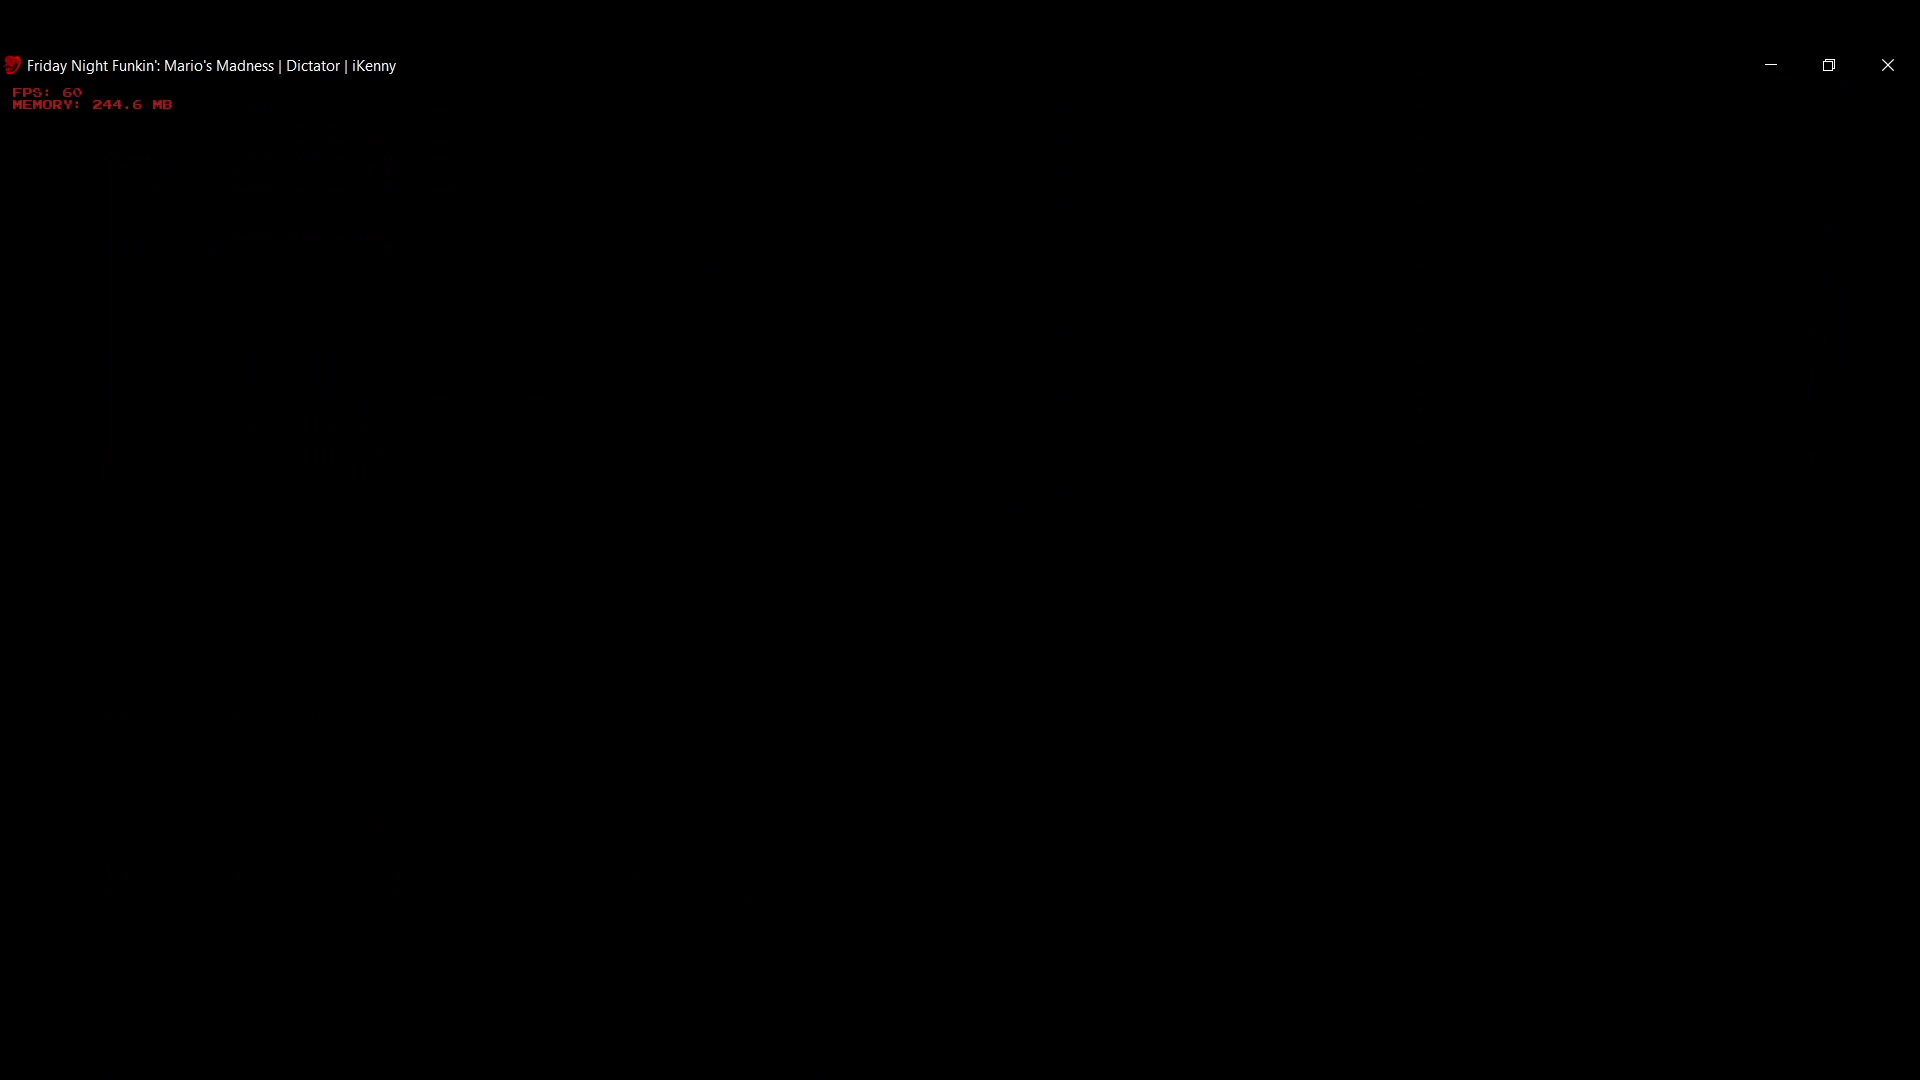 Friday Night Funkin': Mario's Madness | Dictator | iKenny
FPS: 60
MEMORY: 244.6 MB